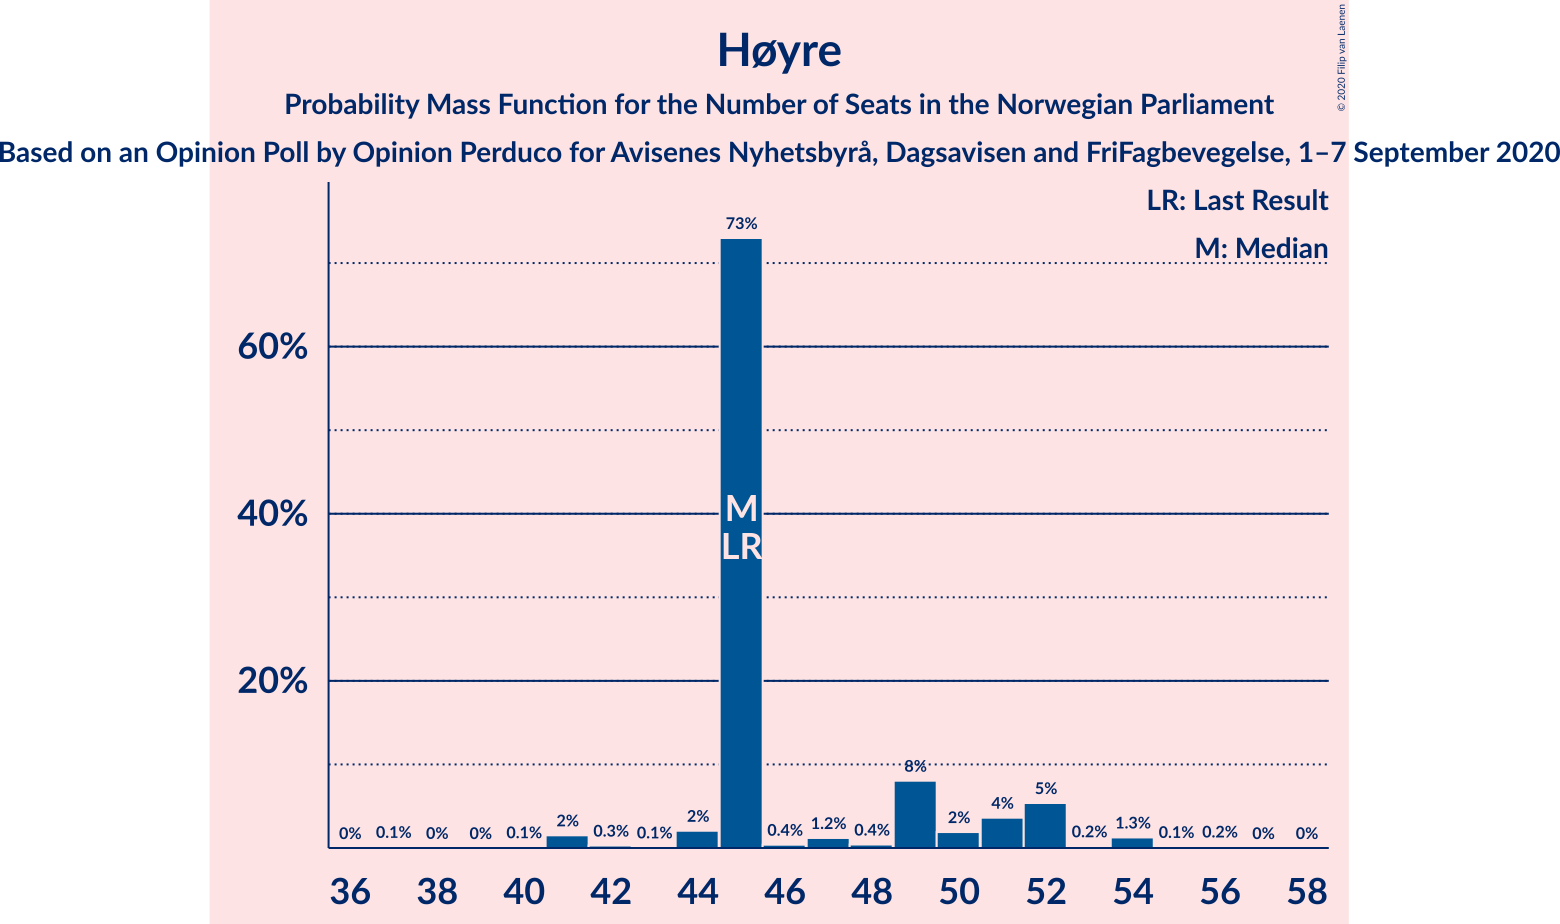 Høyre
Probability Mass Function for the Number of Seats in the Norwegian Parliament
Based on an Opinion Poll by Opinion Perduco for Avisenes Nyhetsbyrå, Dagsavisen and FriFagbevegelse, 1–7 September 2020
© 2020 Filip van Laenen
LR: Last Result
M: Median
60%
40%
20%
73%
M
LR
0% 0.1% 0% 0% 0.1% 2% 0.3% 0.1% 2% 0.4% 1.2% 0.4% 8% 2% 4% 5% 0.2% 1.3% 0.1% 0.2% 0% 0%
36 38 40 42 44 46 48 50 52 54 56 58